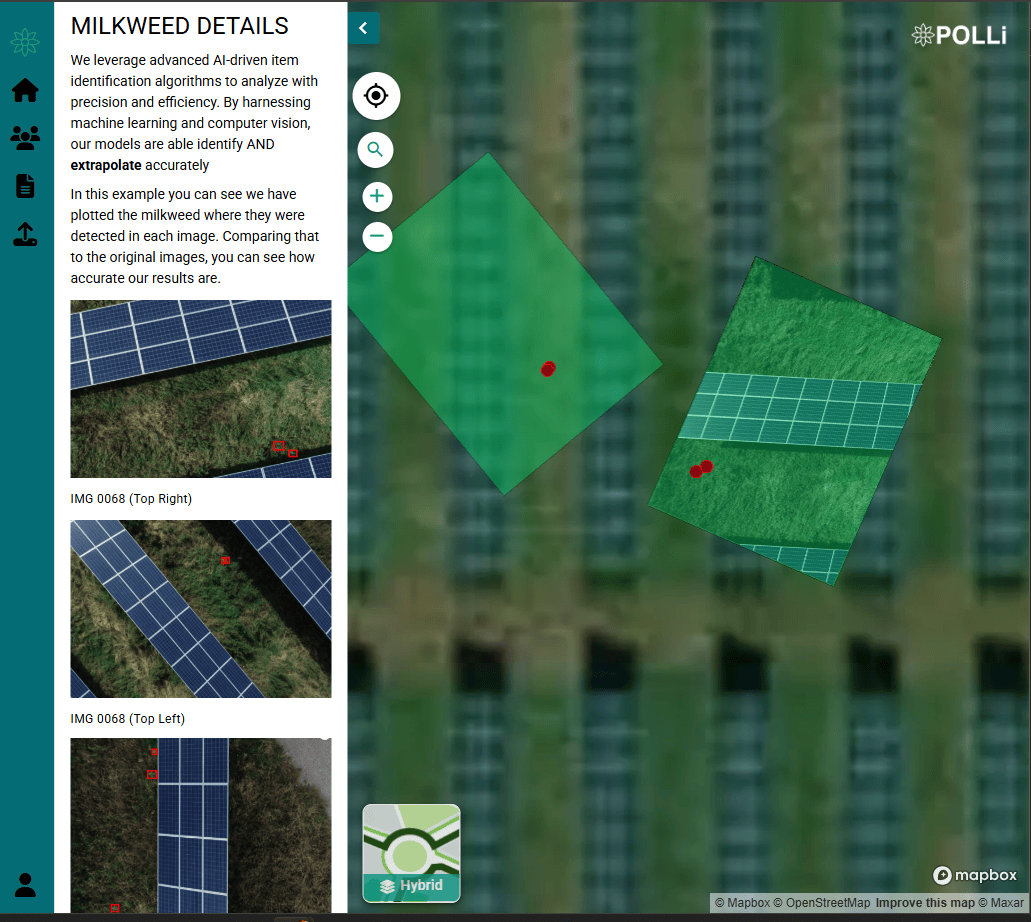 MILKWEED DETAILS
We leverage advanced AI-driven item
identification algorithms to analyze with
precision and efficiency. By harnessing
machine learning and computer vision,
our models are able identify AND
extrapolate accurately
In this example you can see we have
plotted the milkweed where they were
detected in each image. Comparing that
to the original images, you can see how
accurate our results are.
IMG 0068 (Top Right)
IMG 0068 (Top Left)
POLLi
Hybrid
mapbox
© Mapbox © OpenStreetMap Improve this map © Maxar